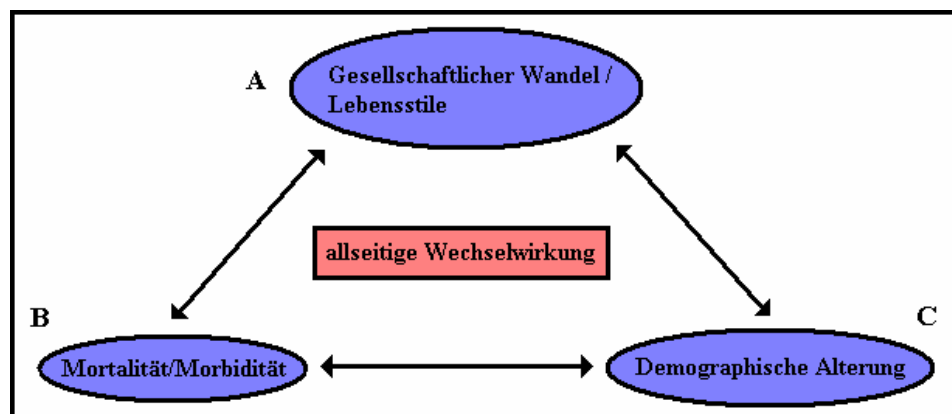 A
Gesellschaftlicher Wandel /
Lebensstile
allseitige Wechselwirkung
B
C
Mortalität/Morbidität
Demographische Alterung